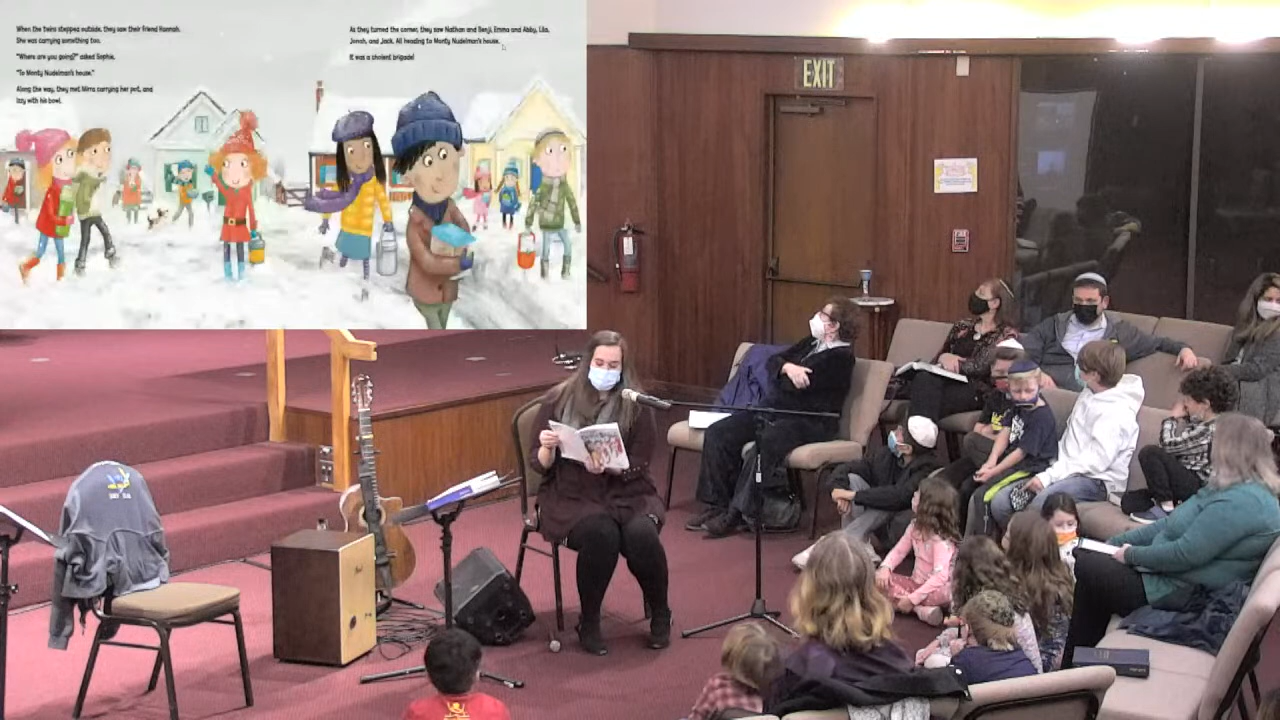 When the twins stepped outside, they saw their friend Hannah.
She was carrying something too.
"Where are you going?" asked Sophie.
"To Monty Nudelman's house."
Along the way, they met Mirra carrying her pot, and
Izzy with his bowl.
As they turned the corner, they saw Nathan and Benji, Emma and Abby, Lila,
Jonah, and Jack. All heading to Monty Nudelman's house.
It was a cholent brigade!
EXIT
FIRE